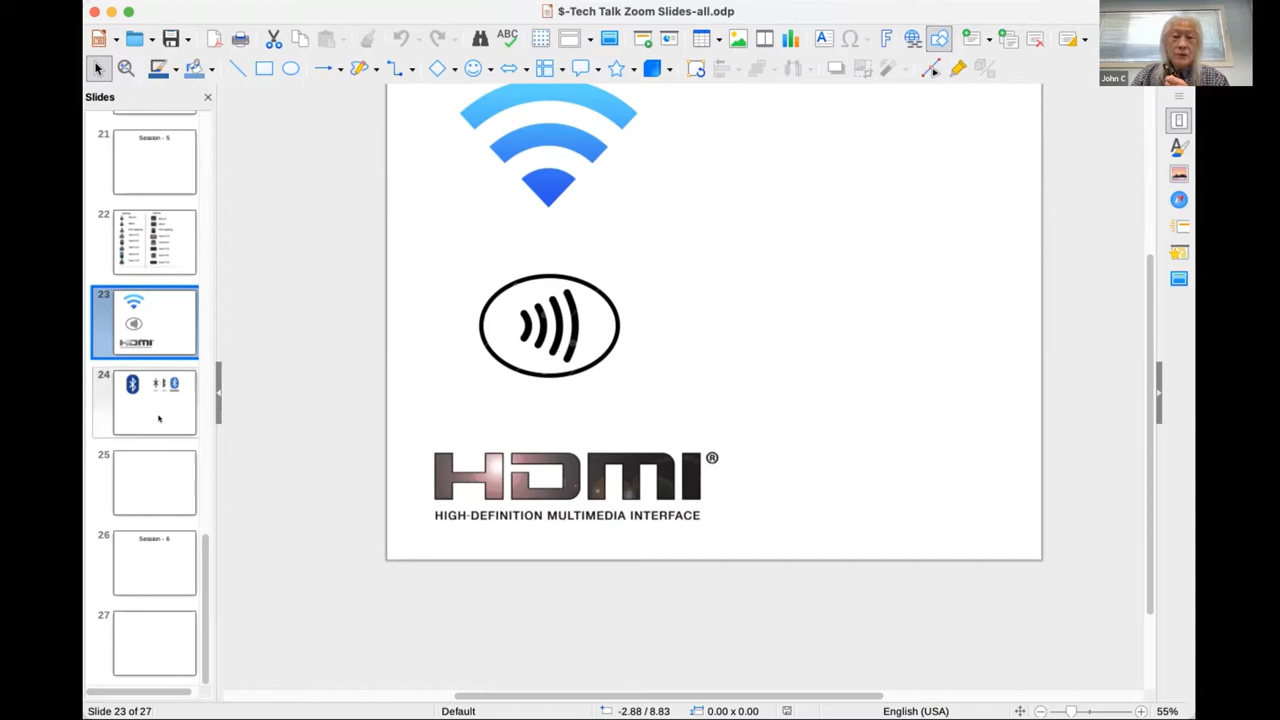 $-Tech Talk Zoom Slides-all.odp
ABC
John C
Slides
21
Session - 5
22
23
HDMI
24
25
26
Session - 6
27
HDMI®
HIGH-DEFINITION MULTIMEDIA INTERFACE
Slide 23 of 27
Default
-2.88 / 8.83
0.00 x 0.00
English (USA)
55%